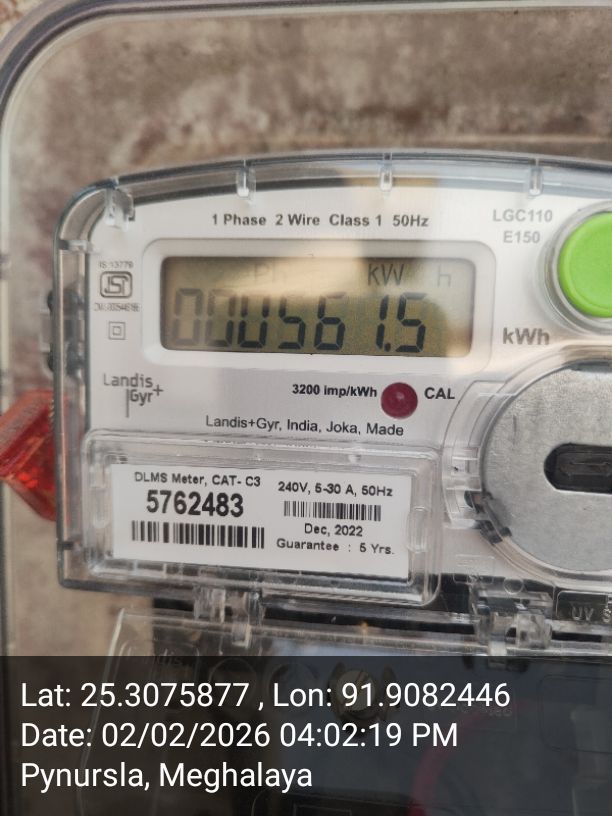 1 Phase 2 Wire Class 1 50Hz
LGC110
E150
IS 13779
kW h
000561.5
kWh
Landis+
Gyr+
3200 imp/kWh CAL
Landis+Gyr, India, Joka, Made
DLMS Meter, CAT- C3
5762483
240V, 5-30 A, 50Hz
Dec, 2022
Guarantee : 5 Yrs.
UV
Lat: 25.3075877 , Lon: 91.9082446
Date: 02/02/2026 04:02:19 PM
Pynursla, Meghalaya